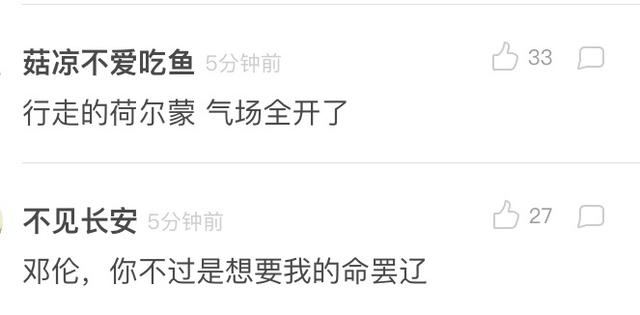 菇凉不爱吃鱼 5分钟前 33
行走的荷尔蒙 气场全开了
不见长安 5分钟前 27
邓伦，你不过是想要我的命罢辽